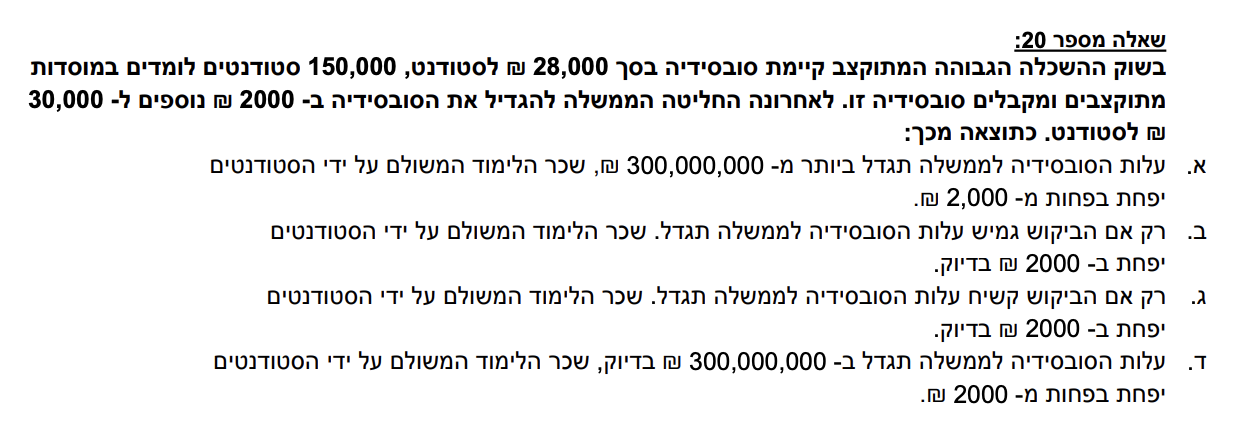 שאלה מספר 20:
בשוק ההשכלה הגבוהה המתוקצב קיימת סובסידיה בסך 28,000 ₪ לסטודנט, 150,000 סטודנטים לומדים במוסדות
מתוקצבים ומקבלים סובסידיה זו. לאחרונה החליטה הממשלה להגדיל את הסובסידיה ב- 2000 ₪ נוספים ל- 30,000
₪ לסטודנט. כתוצאה מכך:
א. עלות הסובסידיה לממשלה תגדל ביותר מ- 300,000,000 ₪, שכר הלימוד המשולם על ידי הסטודנטים
יפחת בפחות מ- 2,000 ₪.
ב. רק אם הביקוש גמיש עלות הסובסידיה לממשלה תגדל. שכר הלימוד המשולם על ידי הסטודנטים
יפחת ב- 2000 ₪ בדיוק.
ג. רק אם הביקוש קשיח עלות הסובסידיה לממשלה תגדל. שכר הלימוד המשולם על ידי הסטודנטים
יפחת ב- 2000 ₪ בדיוק.
ד. עלות הסובסידיה לממשלה תגדל ב- 300,000,000 ₪ בדיוק, שכר הלימוד המשולם על ידי הסטודנטים
יפחת בפחות מ- 2000 ₪.